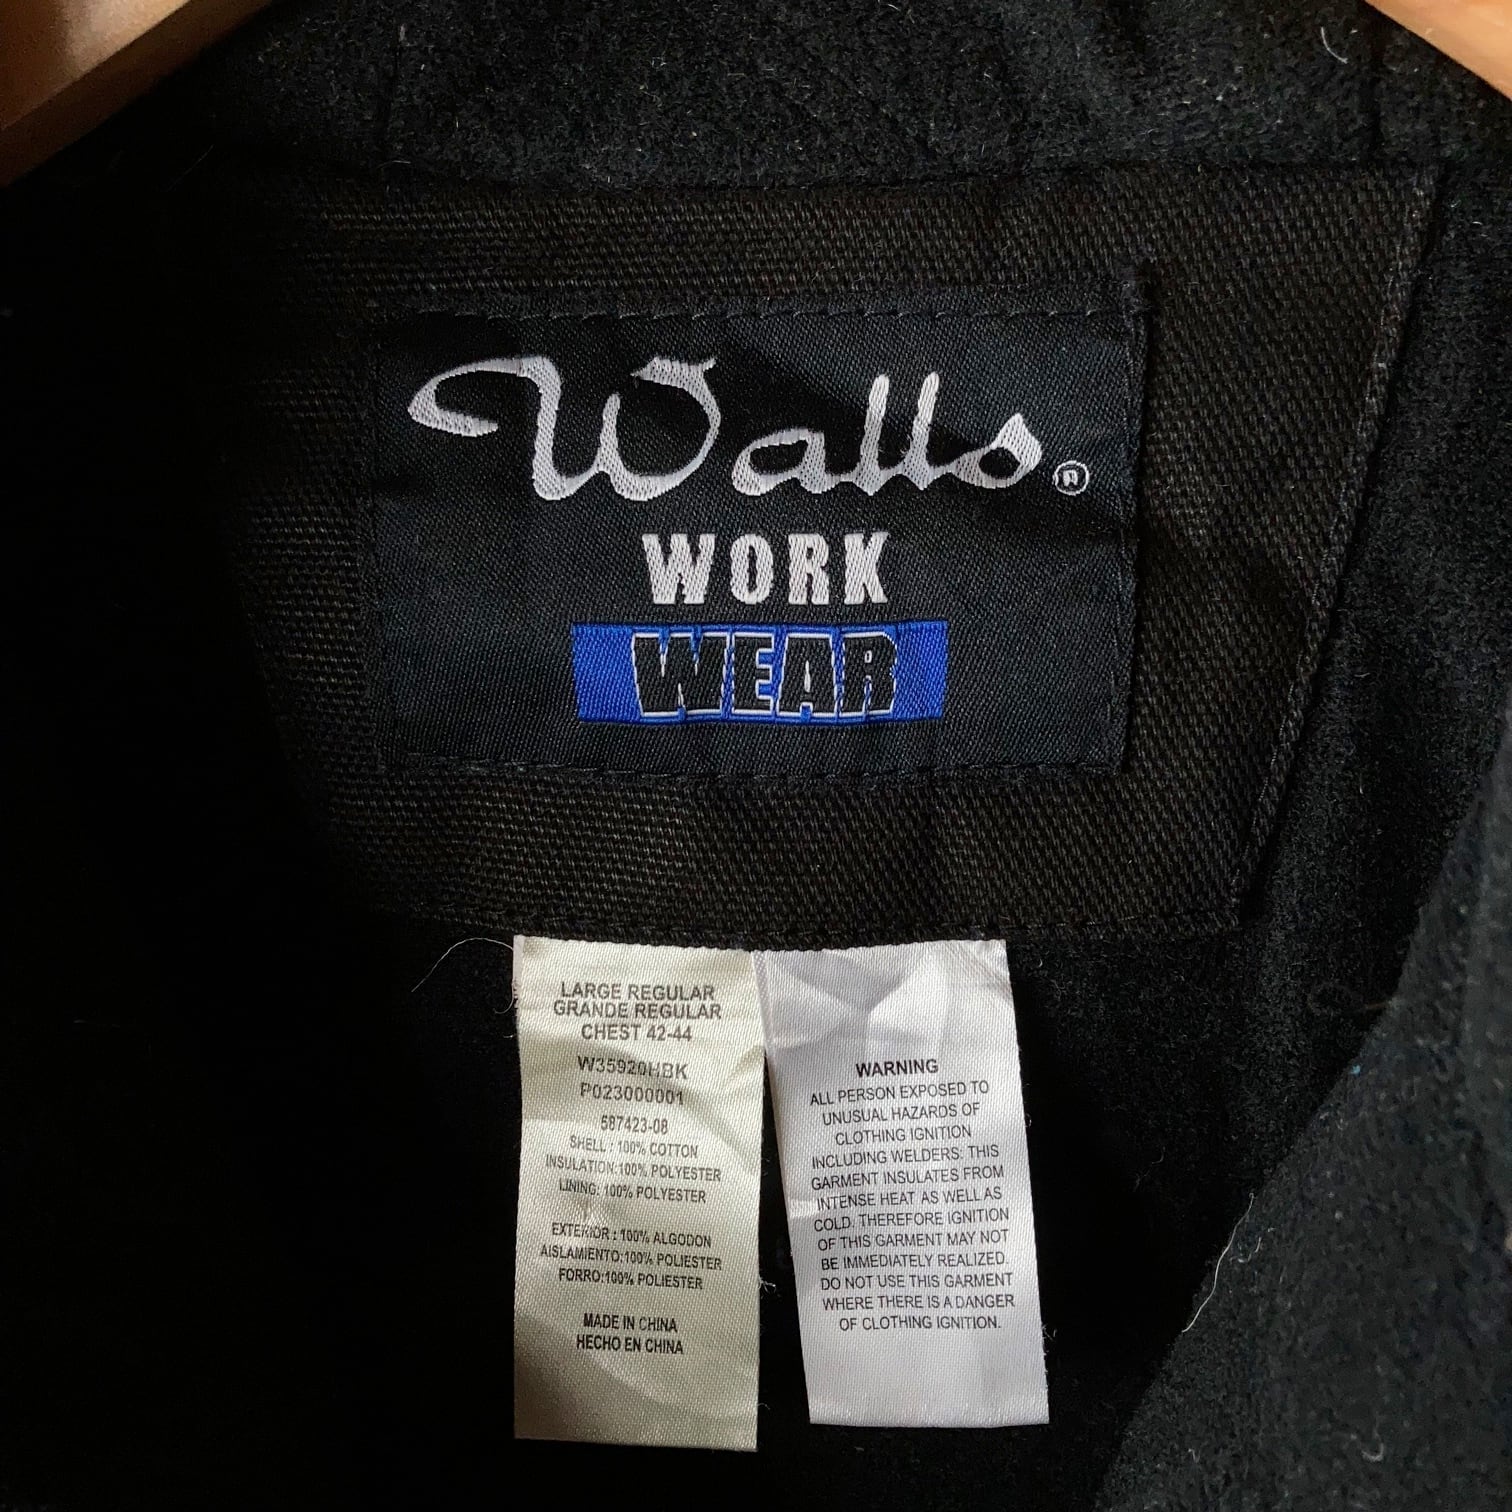 Walls®
WORK
WEAR
LARGE REGULAR
GRANDE REGULAR
CHEST 42-44
W35920HBK
P023000001
587423-08
SHELL : 100% COTTON
INSULATION:100% POLYESTER
LINING: 100% POLYESTER
EXTERIOR : 100% ALGODON
AISLAMIENTO:100% POLIESTER
FORRO:100% POLIESTER
MADE IN CHINA
HECHO EN CHINA
WARNING
ALL PERSON EXPOSED TO
UNUSUAL HAZARDS OF
CLOTHING IGNITION
INCLUDING WELDERS: THIS
GARMENT INSULATES FROM
INTENSE HEAT AS WELL AS
COLD. THEREFORE IGNITION
OF THIS GARMENT MAY NOT
BE IMMEDIATELY REALIZED.
DO NOT USE THIS GARMENT
WHERE THERE IS A DANGER
OF CLOTHING IGNITION.